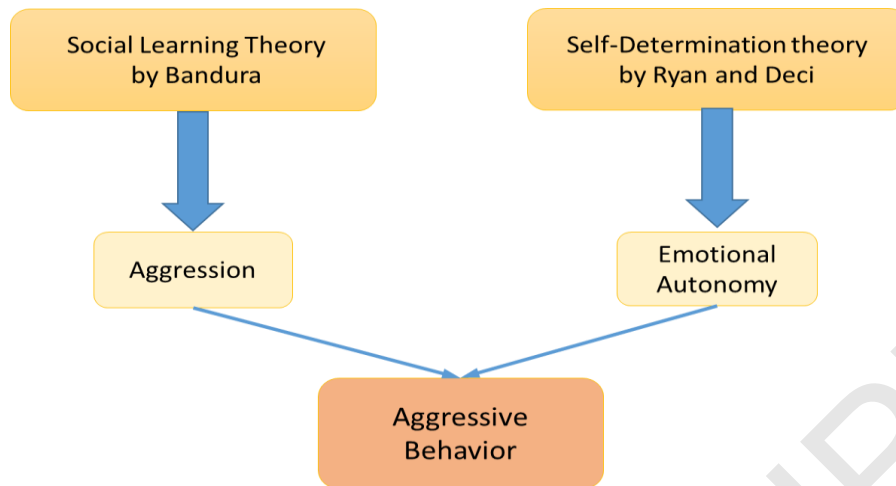 Social Learning Theory
by Bandura
Self-Determination theory
by Ryan and Deci
Aggression
Emotional
Autonomy
Aggressive
Behavior